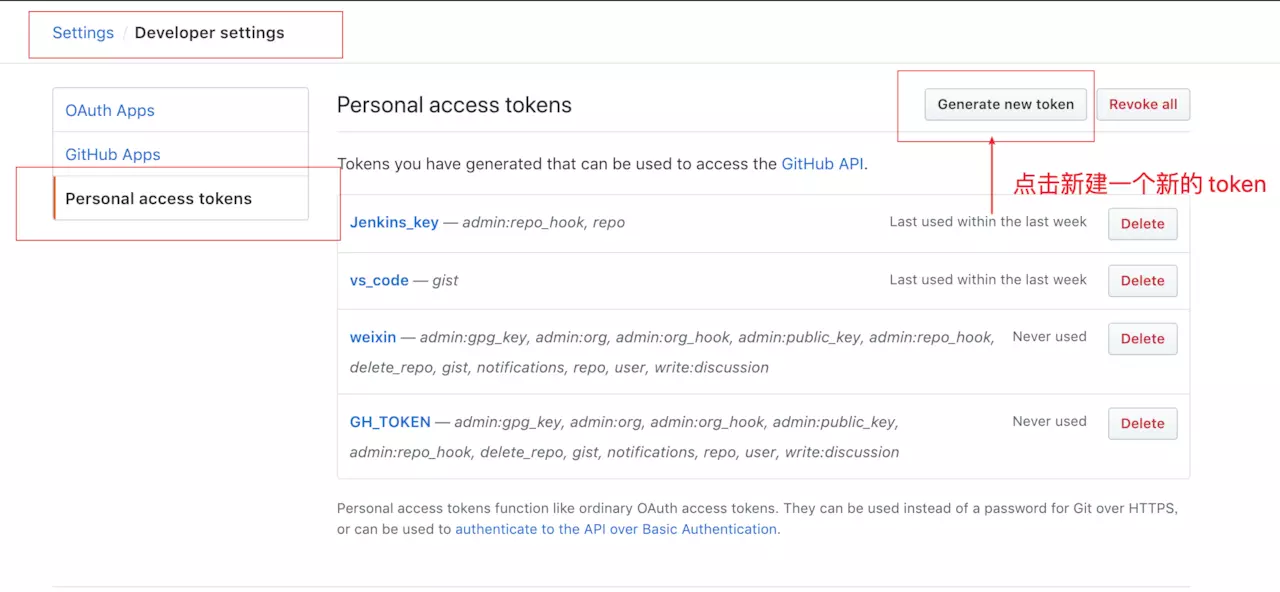 Settings / Developer settings
OAuth Apps
GitHub Apps
Personal access tokens
Personal access tokens
Generate new token
Revoke all
Tokens you have generated that can be used to access the GitHub API.
点击新建一个新的 token
Jenkins_key — admin:repo_hook, repo
Last used within the last week
Delete
vs_code — gist
Last used within the last week
Delete
weixin — admin:gpg_key, admin:org, admin:org_hook, admin:public_key, admin:repo_hook,
delete_repo, gist, notifications, repo, user, write:discussion
Never used
Delete
GH_TOKEN — admin:gpg_key, admin:org, admin:org_hook, admin:public_key,
admin:repo_hook, delete_repo, gist, notifications, repo, user, write:discussion
Never used
Delete
Personal access tokens function like ordinary OAuth access tokens. They can be used instead of a password for Git over HTTPS,
or can be used to authenticate to the API over Basic Authentication.